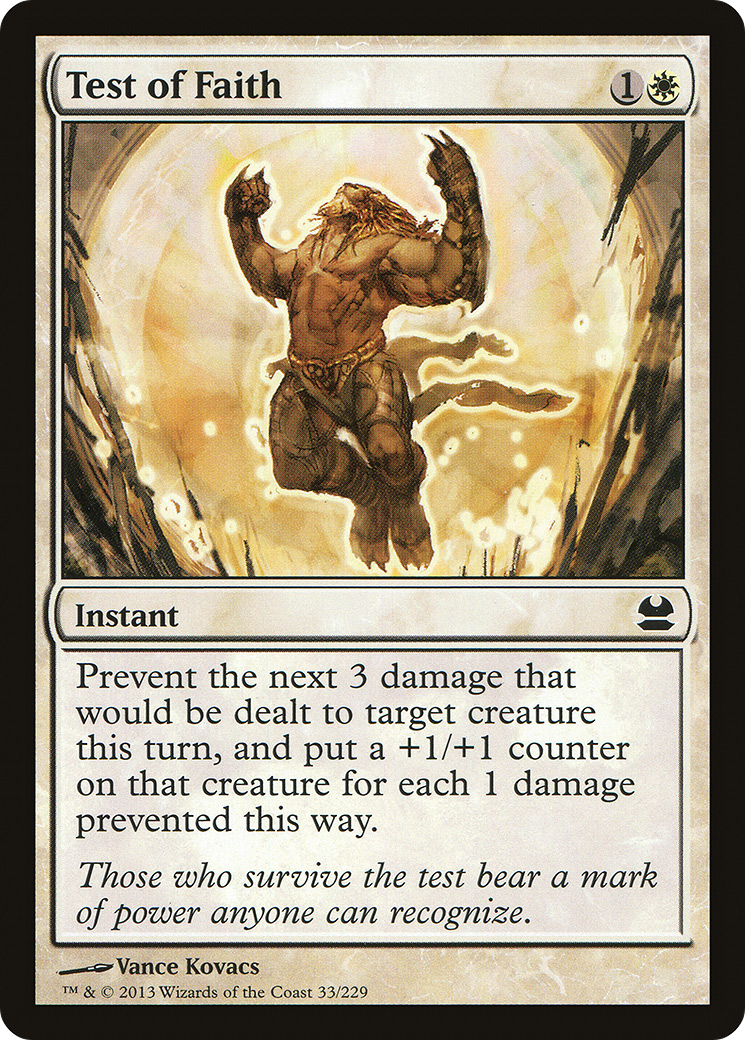 Test of Faith 1
Instant
Prevent the next 3 damage that
would be dealt to target creature
this turn, and put a +1/+1 counter
on that creature for each 1 damage
prevented this way.
Those who survive the test bear a mark
of power anyone can recognize.
Vance Kovacs
™ & © 2013 Wizards of the Coast 33/229